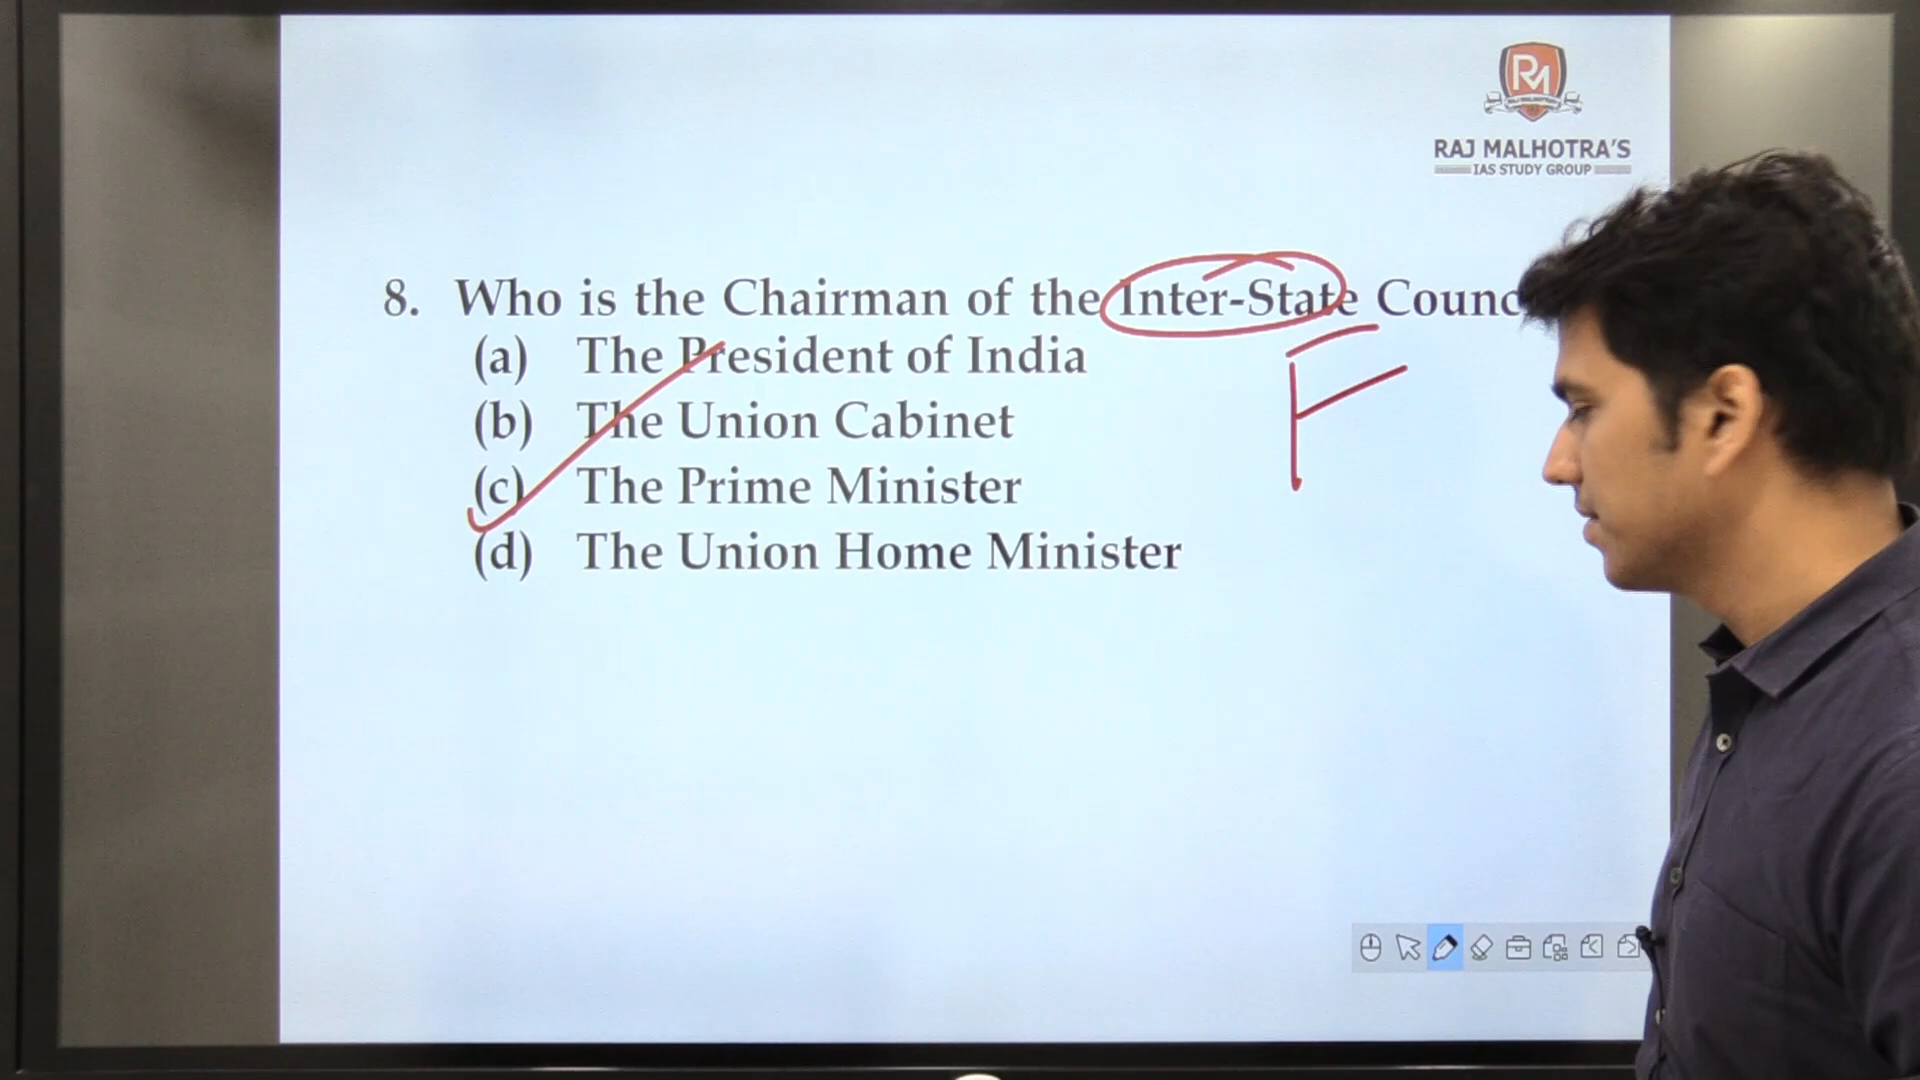 RM
RAJ MALHOTRA'S
IAS STUDY GROUP
8. Who is the Chairman of the Inter-State
(a) The President of India
(b) The Union Cabinet
(c) The Prime Minister
(d) The Union Home Minister
F